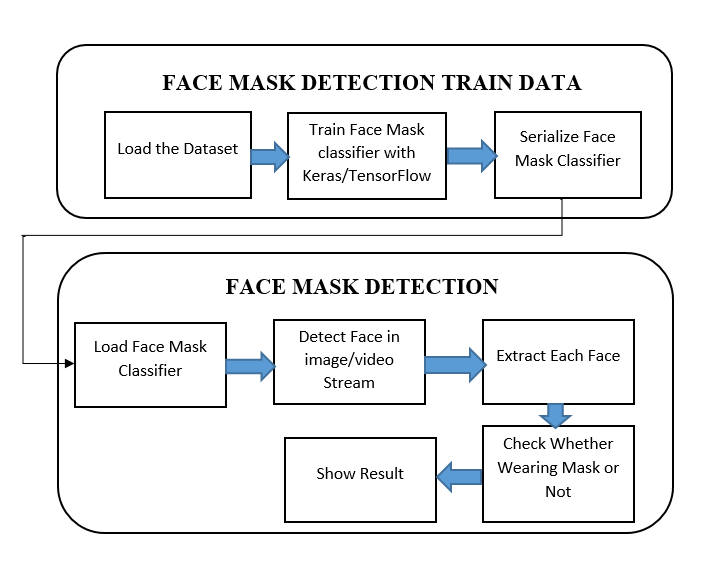 FACE MASK DETECTION TRAIN DATA
Load the Dataset
Train Face Mask
classifier with
Keras/TensorFlow
Serialize Face
Mask Classifier
FACE MASK DETECTION
Load Face Mask
Classifier
Detect Face in
image/video
Stream
Extract Each Face
Check Whether
Wearing Mask or
Not
Show Result